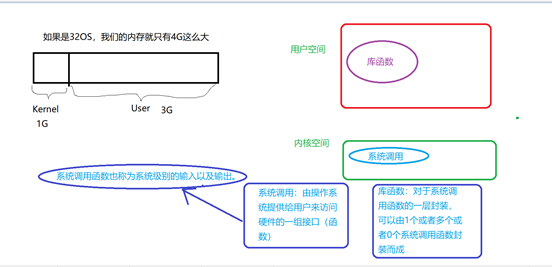 如果是32OS，我们的内存就只有4G这么大
Kernel
1G
User
3G
用户空间
库函数
内核空间
系统调用
系统调用函数也称为系统级别的输入以及输出。
系统调用：由操作系
统提供给用户来访问
硬件的一组接口（函
数）
库函数：对于系统调
用函数的一层封装，
可以由1个或者多个或
者0个系统调用函数封
装而成